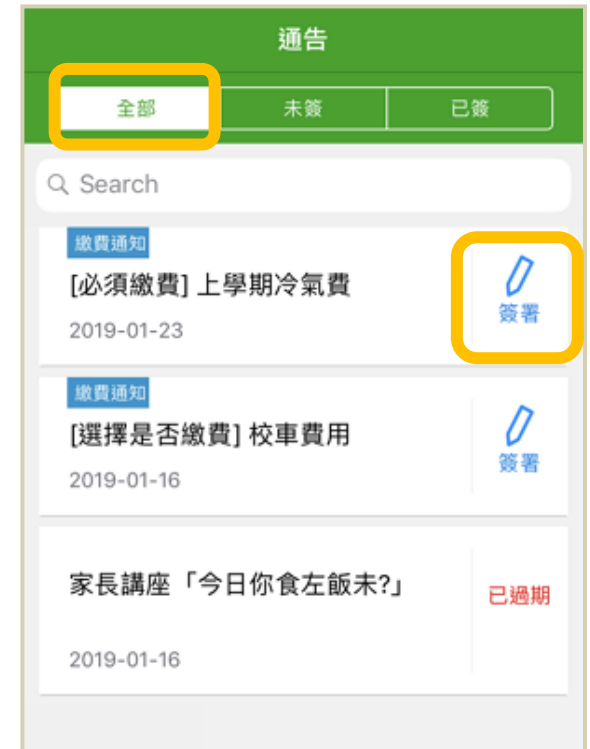 通告
全部 未簽 已簽
Search
繳費通知
[必須繳費] 上學期冷氣費
簽署
2019-01-23
繳費通知
[選擇是否繳費] 校車費用
簽署
2019-01-16
家長講座「今日你食左飯未?」
已過期
2019-01-16